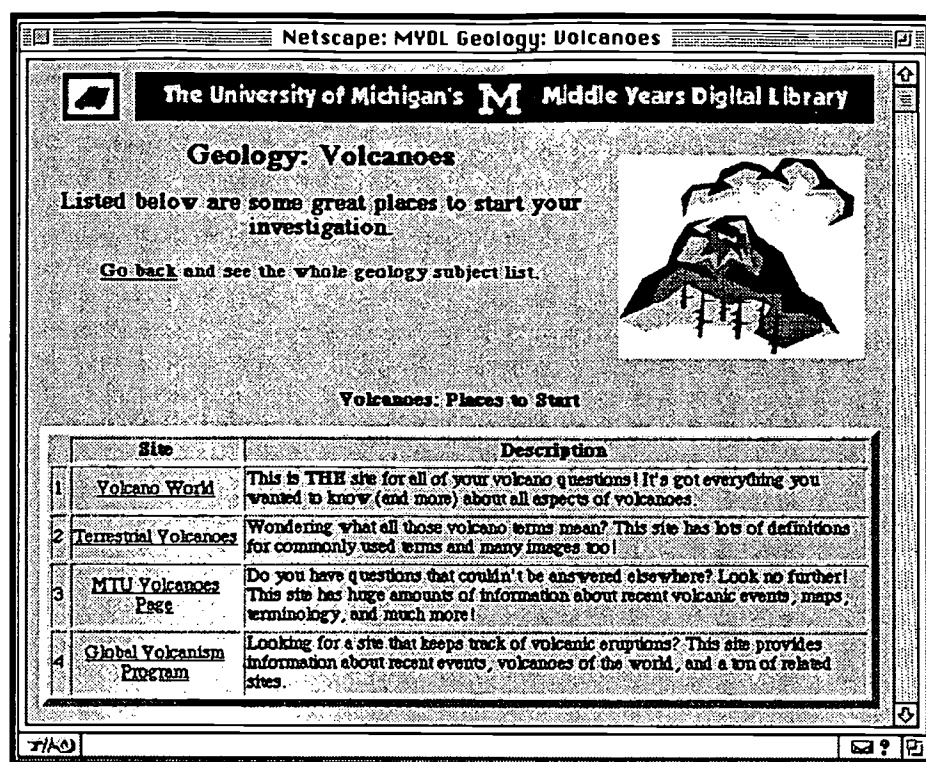 Netscape: MYDL Geology: Volcanoes
The University of Michigan's M Middle Years Digital Library
Geology: Volcanoes
Listed below are some great places to start your
investigation.
Go back and see the whole geology subject list.
Volcanoes: Places to Start
Site Description
1 Volcano World This is THE site for all of your volcano questions! It's got everything you
wanted to know (and more) about all aspects of volcanoes.
2 Terrestrial Volcanoes Wondering what all those volcano terms mean? This site has lots of definitions
for commonly used terms and many images too!
3 MTU Volcanoes
Page
Do you have questions that couldn't be answered elsewhere? Look no further!
This site has huge amounts of information about recent volcanic events, maps,
terminology, and much more!
4 Global Volcanism
Program
Looking for a site that keeps track of volcanic eruptions? This site provides
information about recent events, volcanoes of the world, and a ton of related
sites.
?